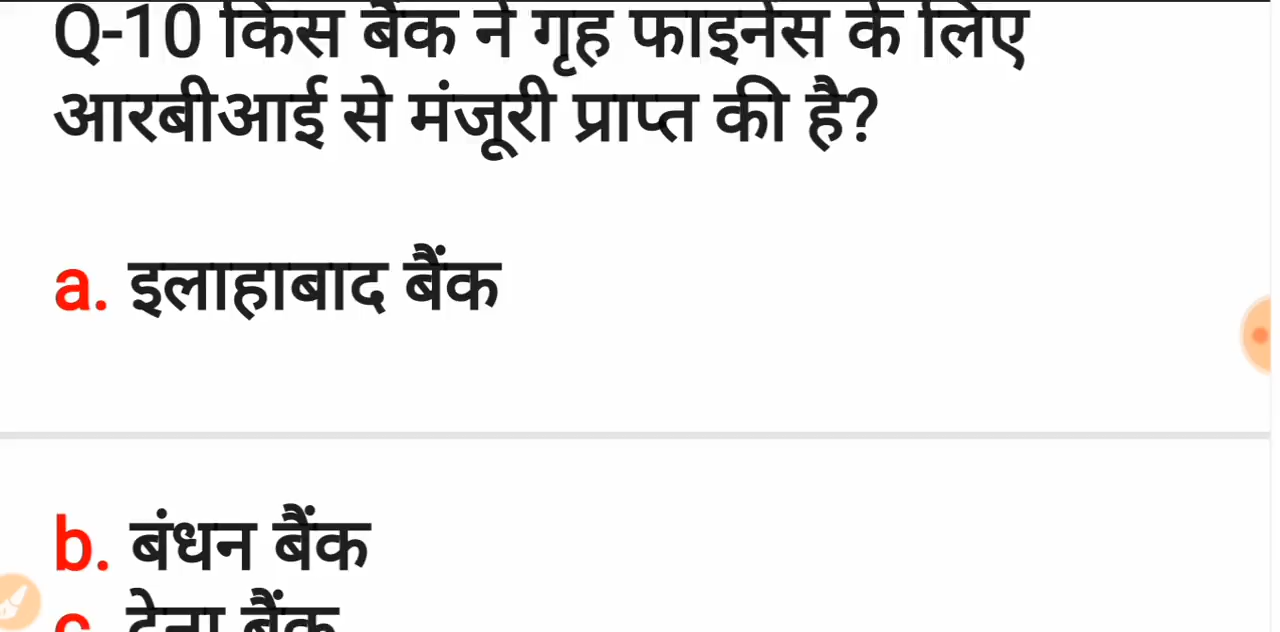 Q-10 किस बैंक ने गृह फाइनेंस के लिए
आरबीआई से मंजूरी प्राप्त की है?
a. इलाहाबाद बैंक
b. बंधन बैंक
c. देना बैंक